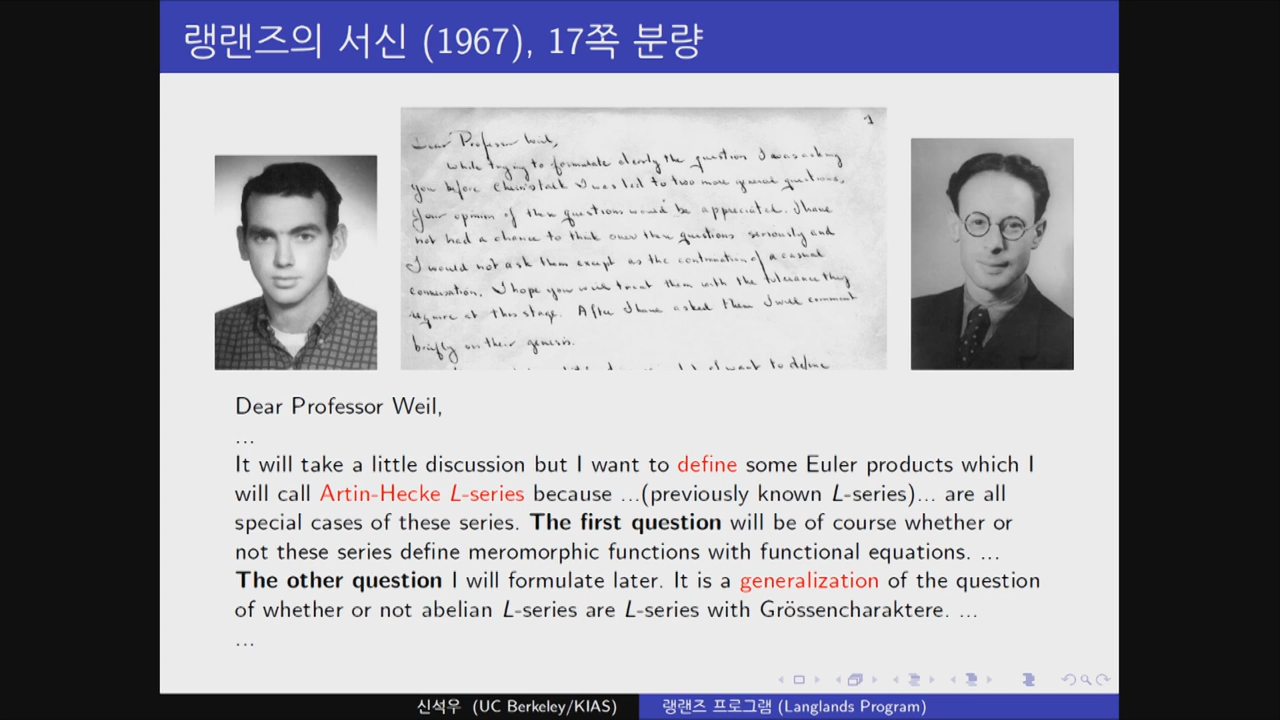 랭랜즈의 서신 (1967), 17쪽 분량
1
Dear Professor Weil,
While trying to formulate clearly the question I was asking
you before Chern's talk I was led to two more general questions.
Your opinion of these questions would be appreciated. I have
not had a chance to think over these questions seriously and
I would not ask them except as the continuation of a casual
conversation. I hope you will treat them with the tolerance they
require at this stage. After I have asked them I will comment
briefly on their genesis.
I want to define
Dear Professor Weil,
...
It will take a little discussion but I want to define some Euler products which I
will call Artin-Hecke L-series because ...(previously known L-series)... are all
special cases of these series. The first question will be of course whether or
not these series define meromorphic functions with functional equations. ...
The other question I will formulate later. It is a generalization of the question
of whether or not abelian L-series are L-series with Grössencharaktere. ...
...
신석우 (UC Berkeley/KIAS)
랭랜즈 프로그램 (Langlands Program)